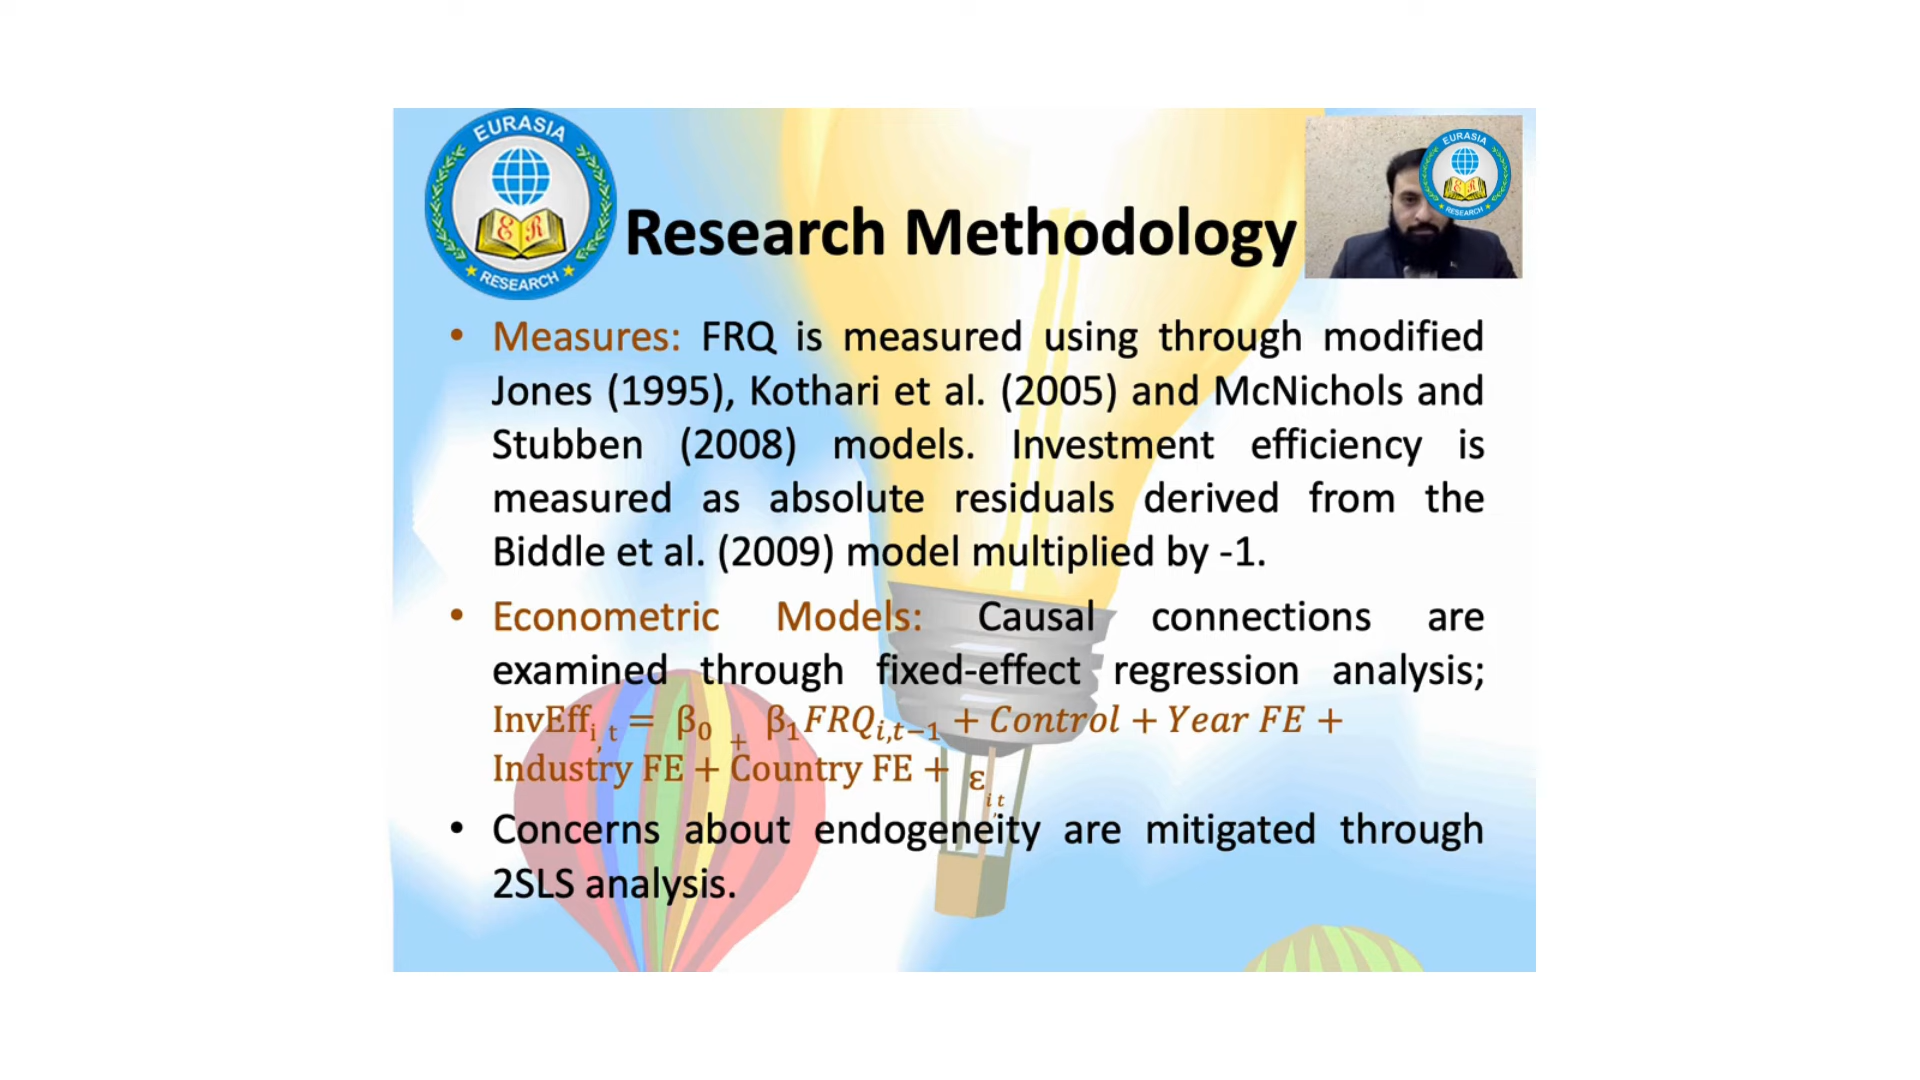 EURASIA
ER
RESEARCH
EURASIA
ER
RESEARCH
Research Methodology
• Measures: FRQ is measured using through modified
Jones (1995), Kothari et al. (2005) and McNichols and
Stubben (2008) models. Investment efficiency is
measured as absolute residuals derived from the
Biddle et al. (2009) model multiplied by -1.
• Econometric Models: Causal connections are
examined through fixed-effect regression analysis;
InvEff i, t = β0 + β1FRQi,t−1 + Control + Year FE +
Industry FE + Country FE + ε i,t
• Concerns about endogeneity are mitigated through
2SLS analysis.